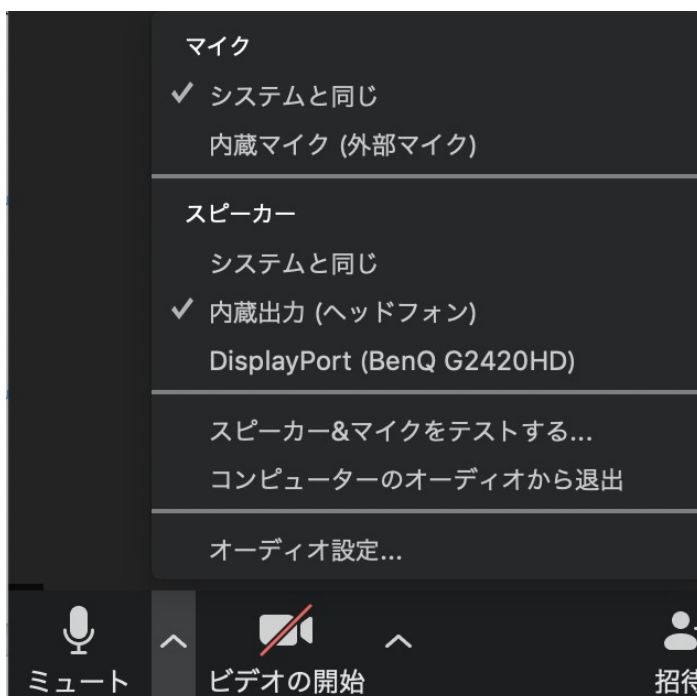 マイク
システムと同じ
内蔵マイク (外部マイク)
スピーカー
システムと同じ
内蔵出力 (ヘッドフォン)
DisplayPort (BenQ G2420HD)
スピーカー&マイクをテストする...
コンピューターのオーディオから退出
オーディオ設定...
ミュート
ビデオの開始
招待